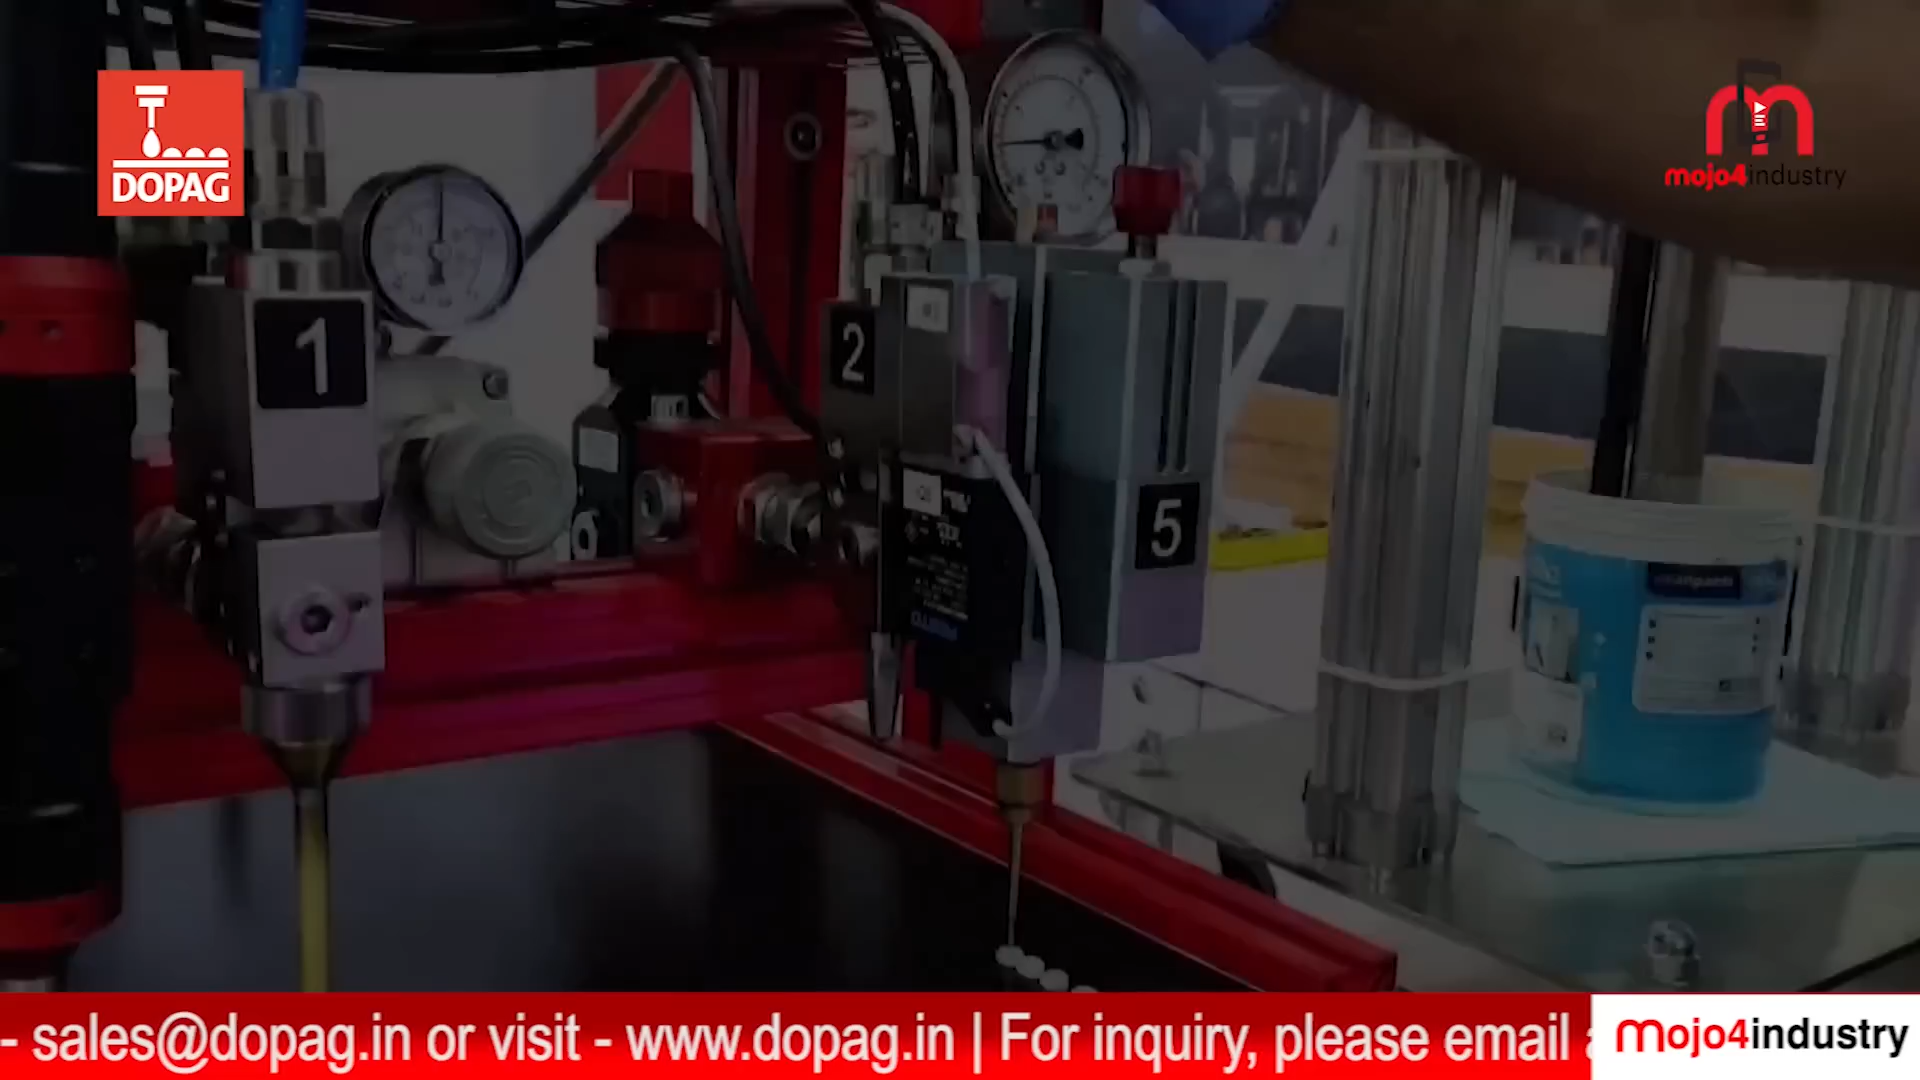 DOPAG
mojo4industry
1
2
5
- sales@dopag.in or visit - www.dopag.in | For inquiry, please email
mojo4industry